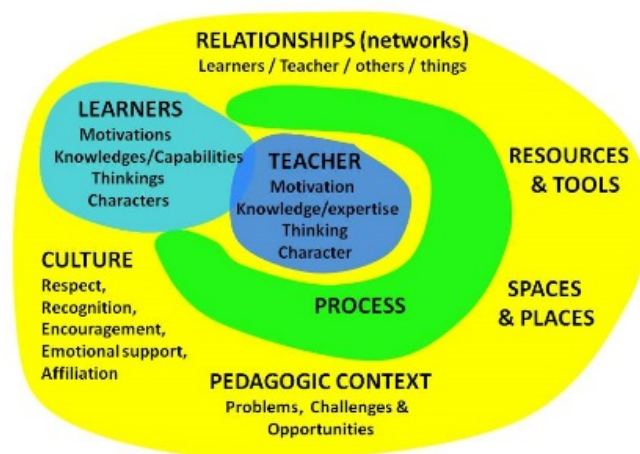 RELATIONSHIPS (networks)
Learners / Teacher / others / things
LEARNERS
Motivations
Knowledges/Capabilities
Thinkings
Characters
TEACHER
Motivation
Knowledge/expertise
Thinking
Character
RESOURCES
& TOOLS
CULTURE
Respect,
Recognition,
Encouragement,
Emotional support,
Affiliation
PROCESS
SPACES
& PLACES
PEDAGOGIC CONTEXT
Problems, Challenges &
Opportunities